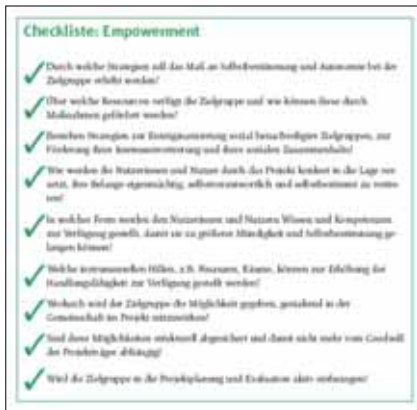 Checkliste: Empowerment
Durch welche Strategien soll das Maß an Selbstbestimmung und Autonomie bei der
Zielgruppe erhöht werden?
Über welche Ressourcen verfügt die Zielgruppe und wie können diese durch
Maßnahmen gefördert werden?
Bestehen Strategien zur Selbstorganisierung sozial benachteiligter Zielgruppen, zur
Förderung ihrer Interessenvertretung und ihres sozialen Zusammenhalts?
Wie werden die Nutzerinnen und Nutzer durch das Projekt konkret in die Lage ver-
setzt, ihre Belange eigenmächtig, selbstverantwortlich und selbstbestimmt zu vertre-
ten?
In welcher Form werden den Nutzerinnen und Nutzern Wissen und Kompetenzen
zur Verfügung gestellt, damit sie zu größerer Mündigkeit und Selbstbestimmung ge-
langen können?
Welche instrumentellen Hilfen, z.B. Finanzen, Räume, können zur Erhöhung der
Handlungsfähigkeit zur Verfügung gestellt werden?
Wodurch wird der Zielgruppe die Möglichkeit gegeben, gestaltend in der
Gemeinschaft im Projekt mitzuwirken?
Sind diese Möglichkeiten strukturell abgesichert und damit nicht mehr vom Goodwill
der Projektträger abhängig?
Wird die Zielgruppe in die Projektplanung und Evaluation aktiv einbezogen?